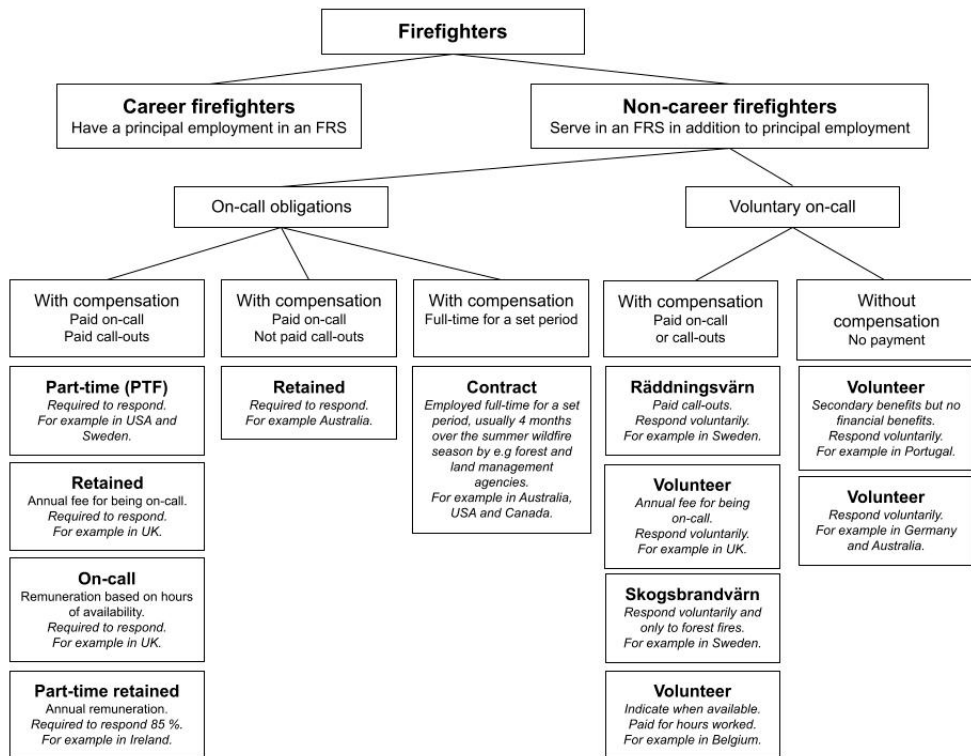 Firefighters
Career firefighters
Have a principal employment in an FRS
Non-career firefighters
Serve in an FRS in addition to principal employment
On-call obligations
Voluntary on-call
With compensation
Paid on-call
Paid call-outs
With compensation
Paid on-call
Not paid call-outs
With compensation
Full-time for a set period
With compensation
Paid on-call
or call-outs
Without
compensation
No payment
Part-time (PTF)
Required to respond.
For example in USA and
Sweden.
Retained
Annual fee for being on-call.
Required to respond.
For example in UK.
On-call
Remuneration based on hours
of availability.
Required to respond.
For example in UK.
Part-time retained
Annual remuneration.
Required to respond 85 %.
For example in Ireland.
Retained
Required to respond.
For example Australia.
Contract
Employed full-time for a set
period, usually 4 months
over the summer wildfire
season by e.g forest and
land management
agencies.
For example in Australia,
USA and Canada.
Räddningsvärn
Paid call-outs.
Respond voluntarily.
For example in Sweden.
Volunteer
Annual fee for being
on-call.
Respond voluntarily.
For example in UK.
Skogsbrandvärn
Respond voluntarily and
only to forest fires.
For example in Sweden.
Volunteer
Indicate when available.
Paid for hours worked.
For example in Belgium.
Volunteer
Secondary benefits but no
financial benefits.
Respond voluntarily.
For example in Portugal.
Volunteer
Respond voluntarily.
For example in Germany
and Australia.